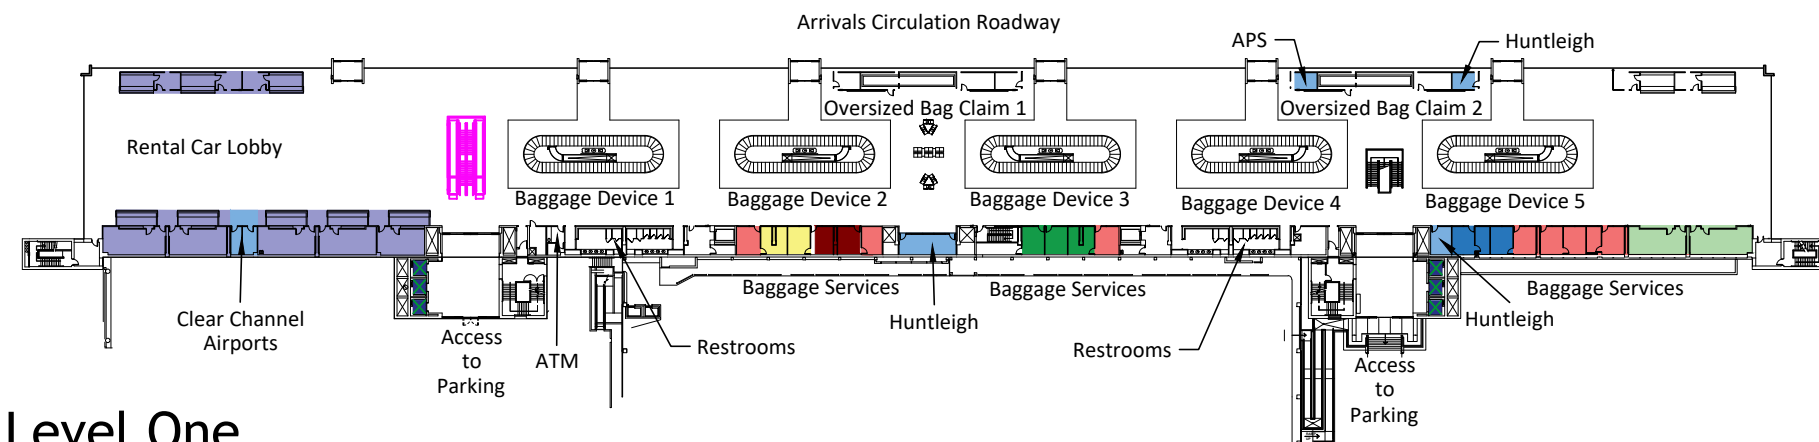 Arrivals Circulation Roadway
APS
Huntleigh
Oversized Bag Claim 1
Oversized Bag Claim 2
Rental Car Lobby
Baggage Device 1
Baggage Device 2
Baggage Device 3
Baggage Device 4
Baggage Device 5
Baggage Services
Baggage Services
Baggage Services
Clear Channel
Airports
Huntleigh
Huntleigh
Access
to
Parking
ATM
Restrooms
Restrooms
Access
to
Parking
Level One